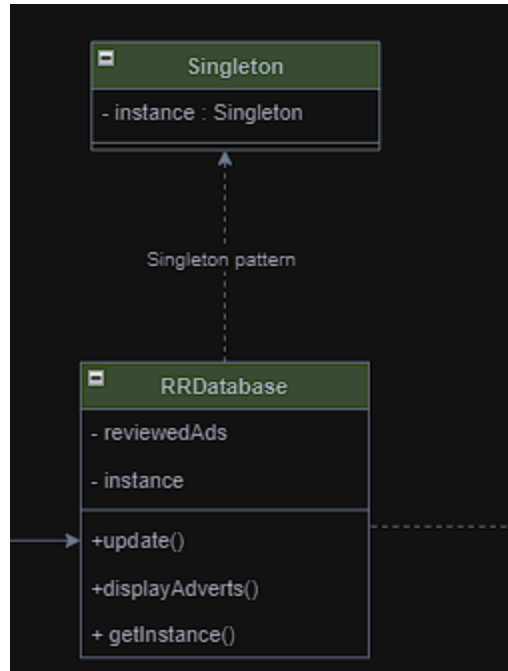 Singleton
- instance : Singleton
Singleton pattern
RRDatabase
- reviewedAds
- instance
+update()
+displayAdverts()
+ getInstance()